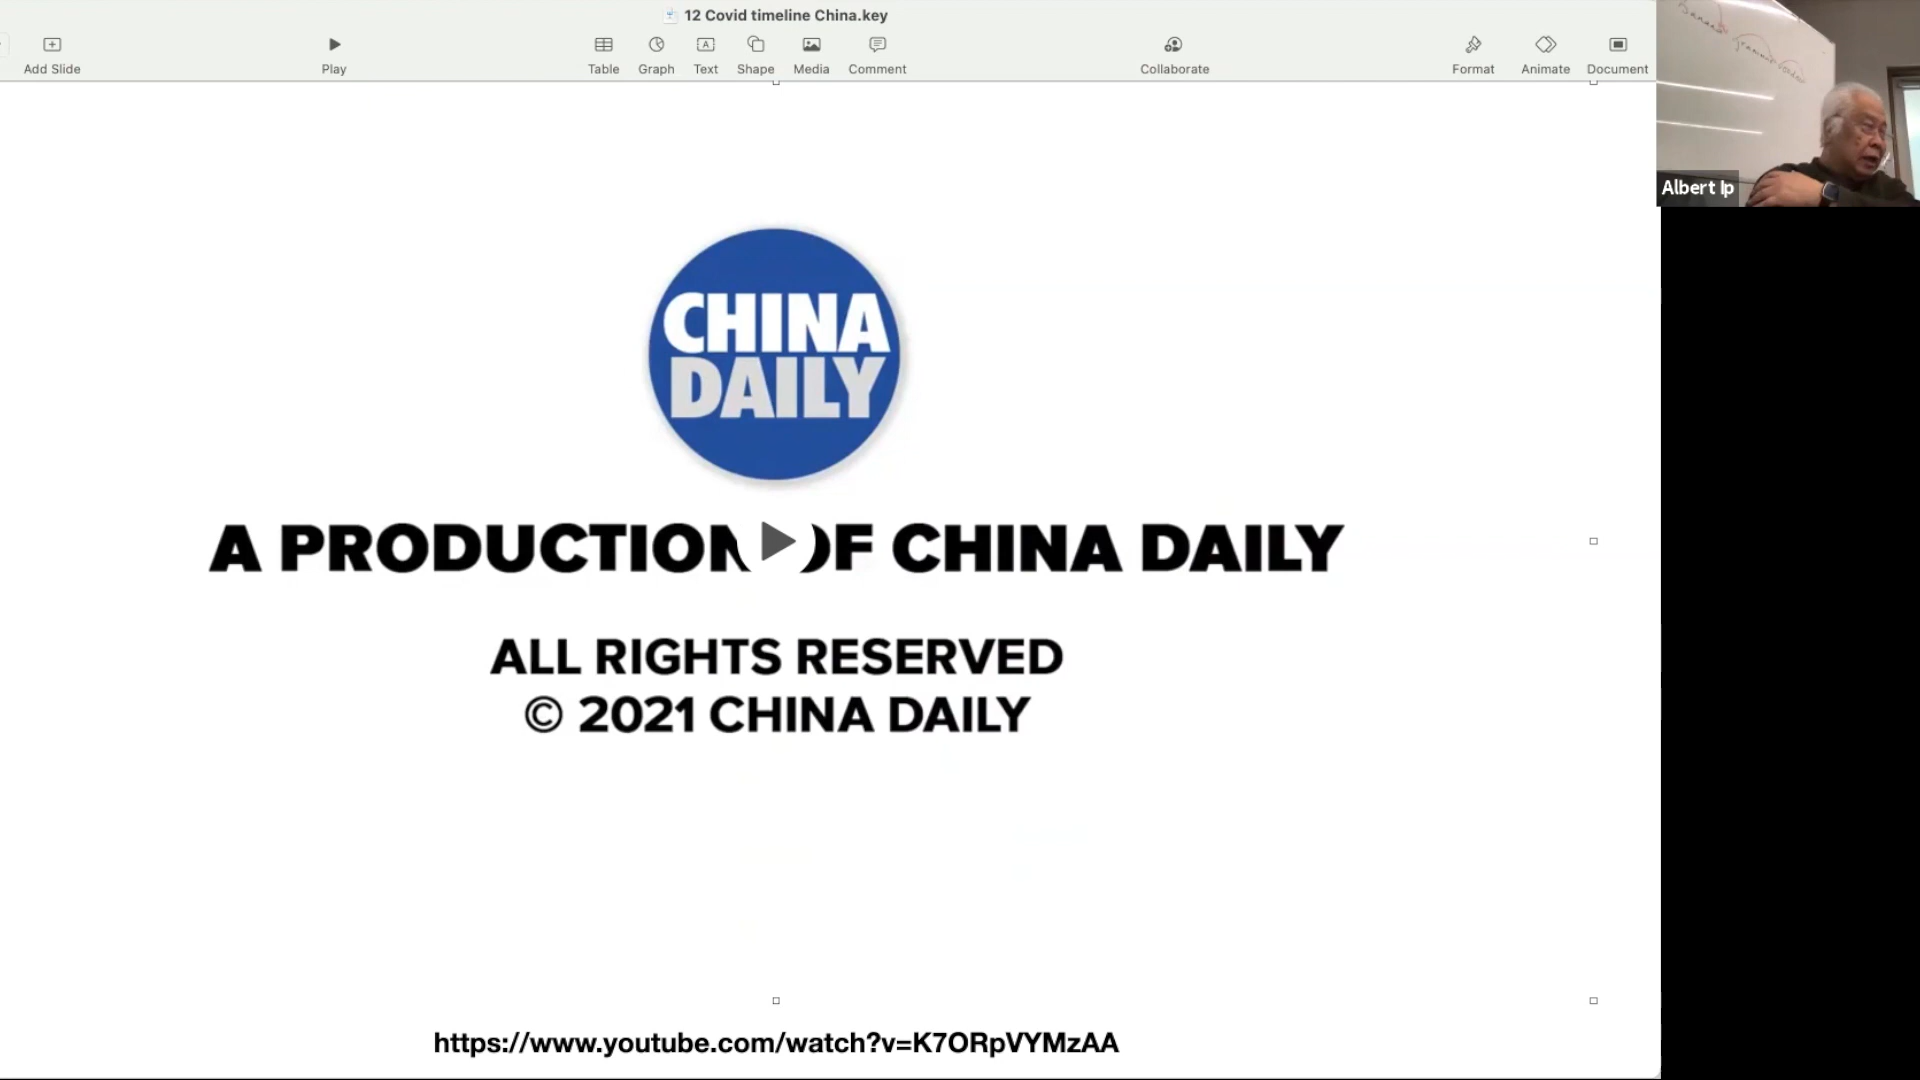 12 Covid timeline China.key
Add Slide
Play
Table
Graph
Text
Shape
Media
Comment
Collaborate
Format
Animate
Document
Albert Ip
CHINA
DAILY
A PRODUCTION OF CHINA DAILY
ALL RIGHTS RESERVED
© 2021 CHINA DAILY
https://www.youtube.com/watch?v=K7ORpVYMzAA